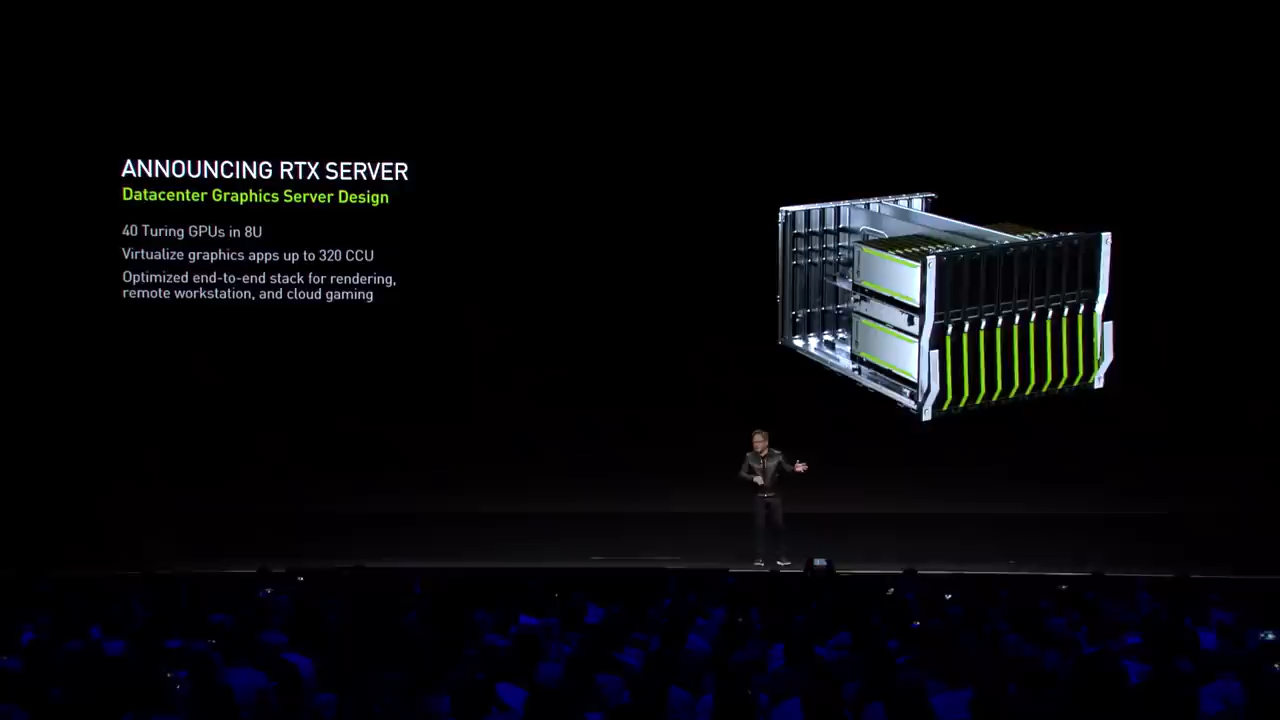 ANNOUNCING RTX SERVER
Datacenter Graphics Server Design
40 Turing GPUs in 8U
Virtualize graphics apps up to 320 CCU
Optimized end-to-end stack for rendering,
remote workstation, and cloud gaming